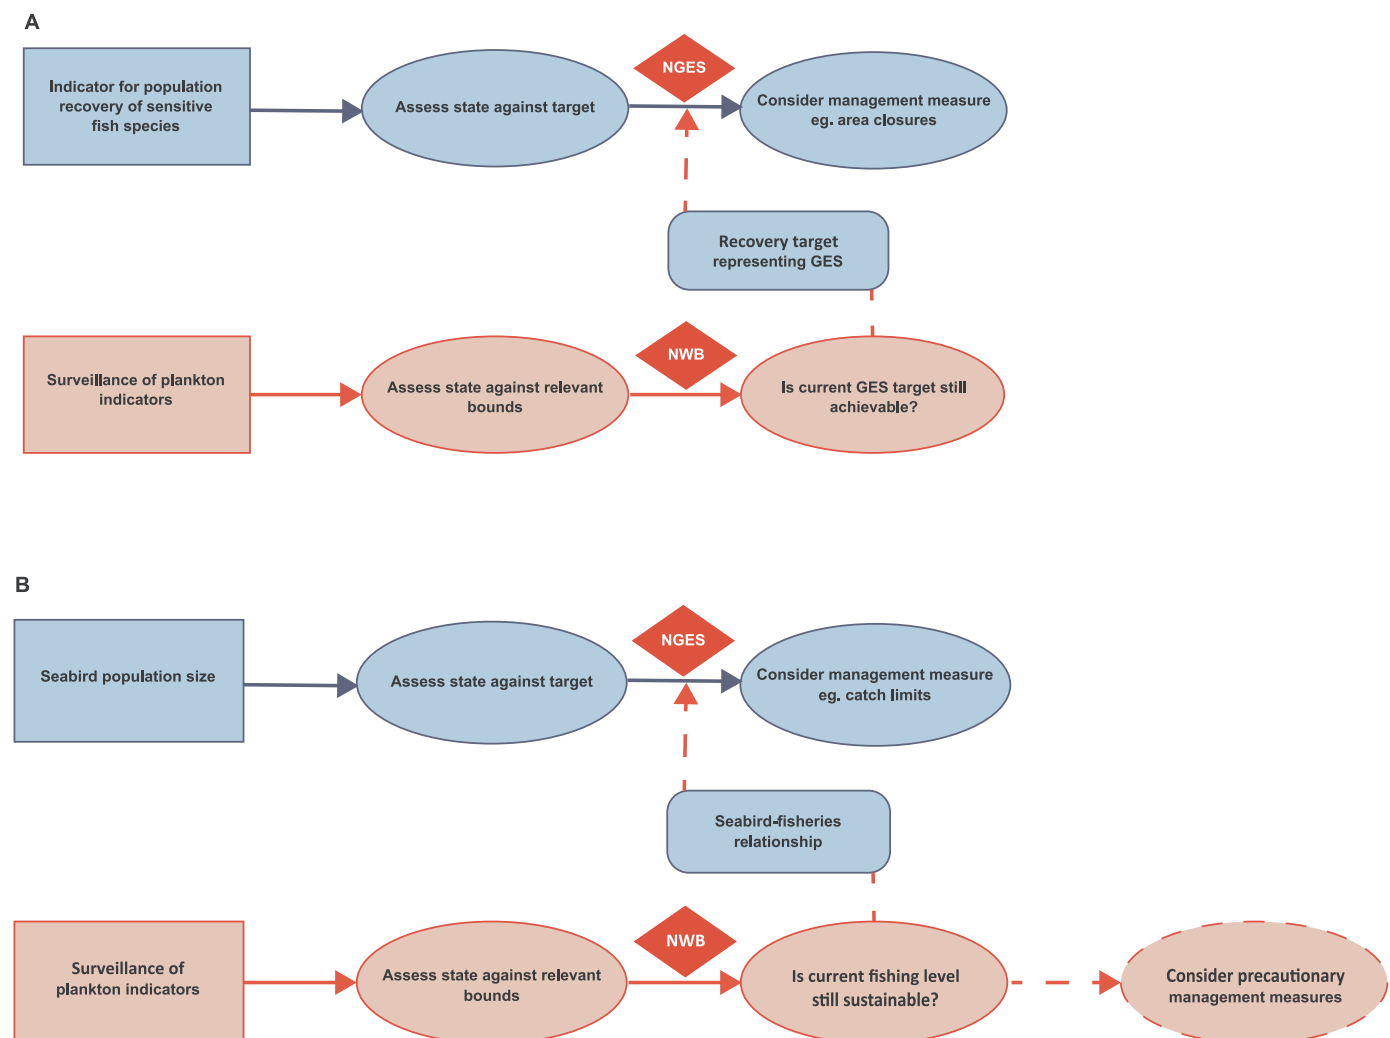 A
Indicator for population
recovery of sensitive
fish species
Assess state against target
NGES
Consider management measure
eg. area closures
Recovery target
representing GES
Surveillance of plankton
indicators
Assess state against relevant
bounds
NWB
Is current GES target still
achievable?
B
Seabird population size
Assess state against target
NGES
Consider management measure
eg. catch limits
Seabird-fisheries
relationship
Surveillance of
plankton indicators
Assess state against relevant
bounds
NWB
Is current fishing level
still sustainable?
Consider precautionary
management measures